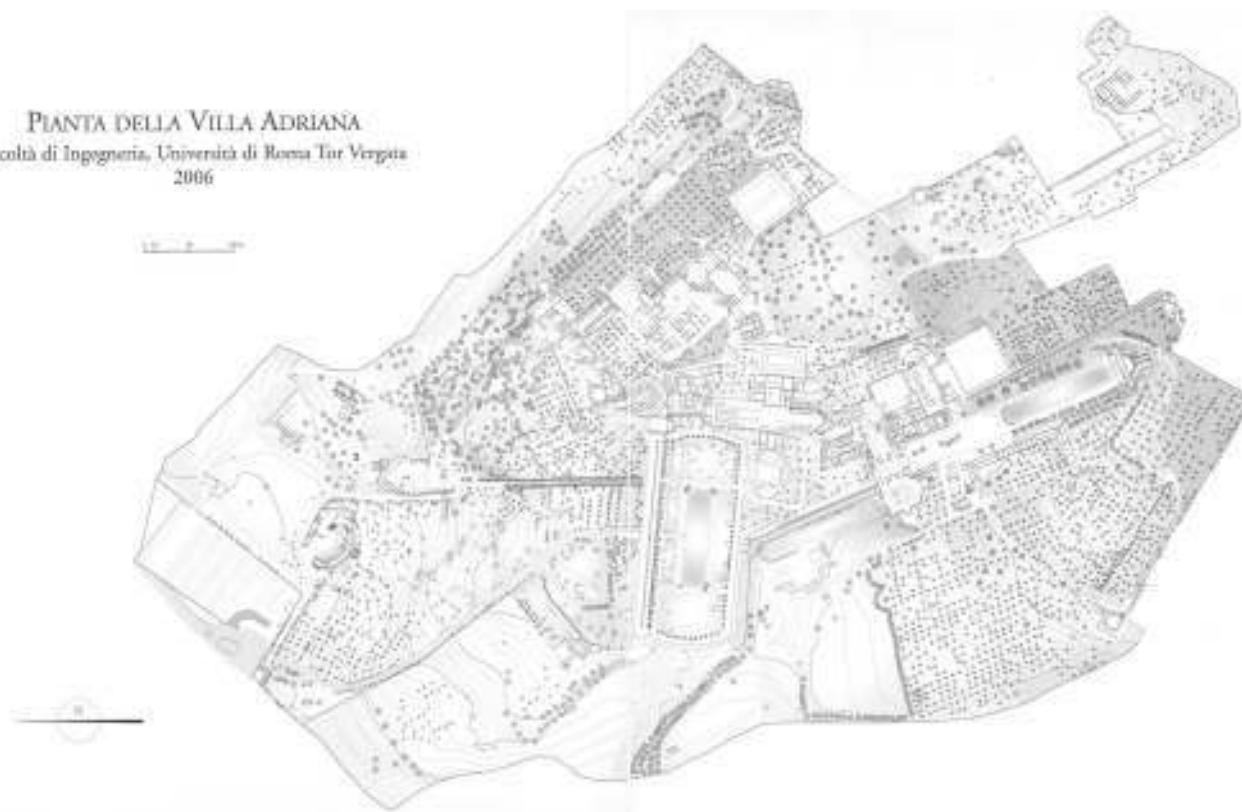 PIANTA DELLA VILLA ADRIANA
coltà di Ingegneria, Università di Roma Tor Vergata
2006